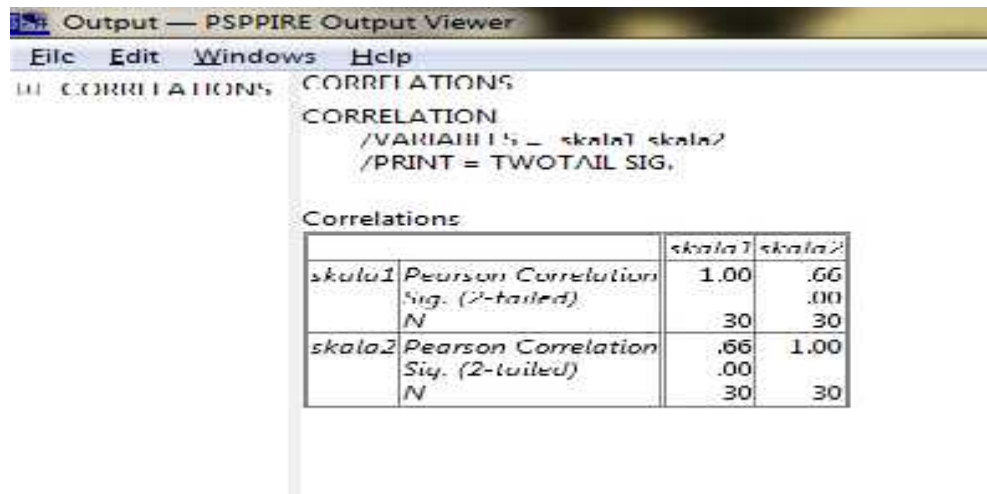 Output — PSPPIRE Output Viewer
File Edit Windows Help
CORRELATIONS
CORRELATIONS
CORRELATION
/VARIABLES = skala1 skala2
/PRINT = TWOTAIL SIG.
Correlations
skala1 skala2
skala1 Pearson Correlation 1.00 .66
Sig. (2-tailed) .00
N 30 30
skala2 Pearson Correlation .66 1.00
Sig. (2-tailed) .00
N 30 30